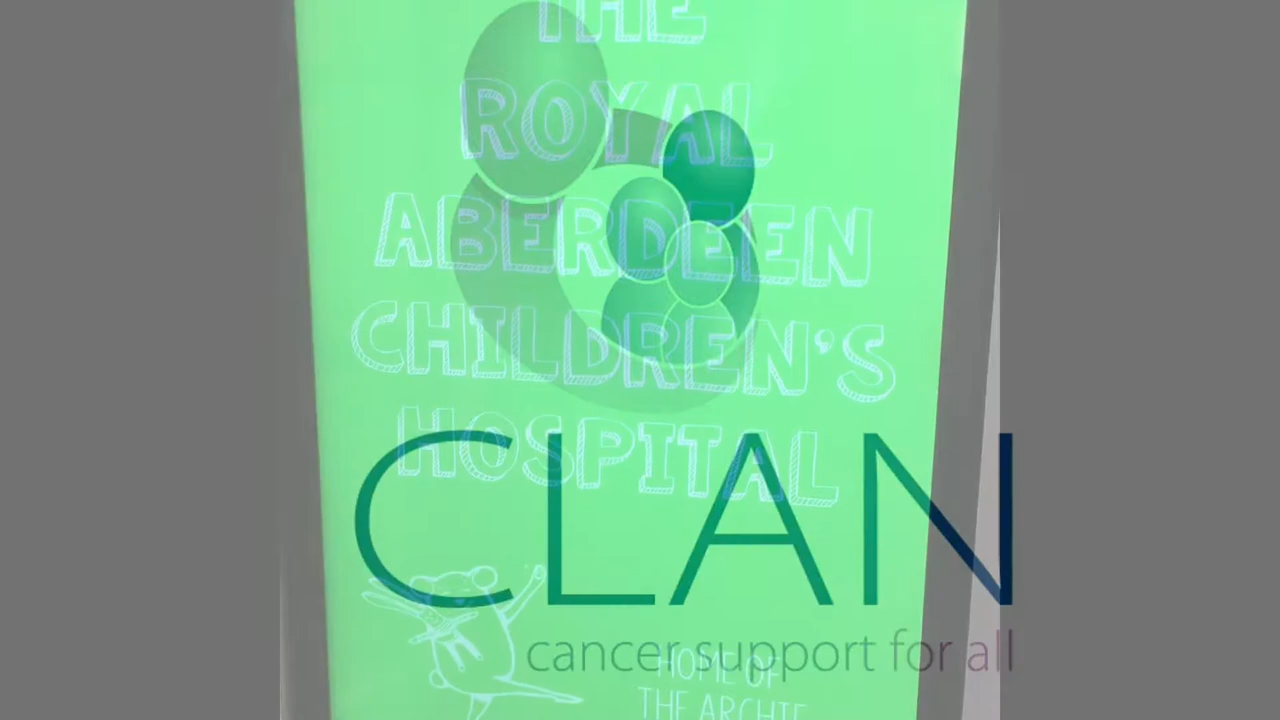 THE
ROYAL
ABERDEEN
CHILDREN'S
HOSPITAL
CLAN
cancer support for all
HOME OF
THE ARCHIE